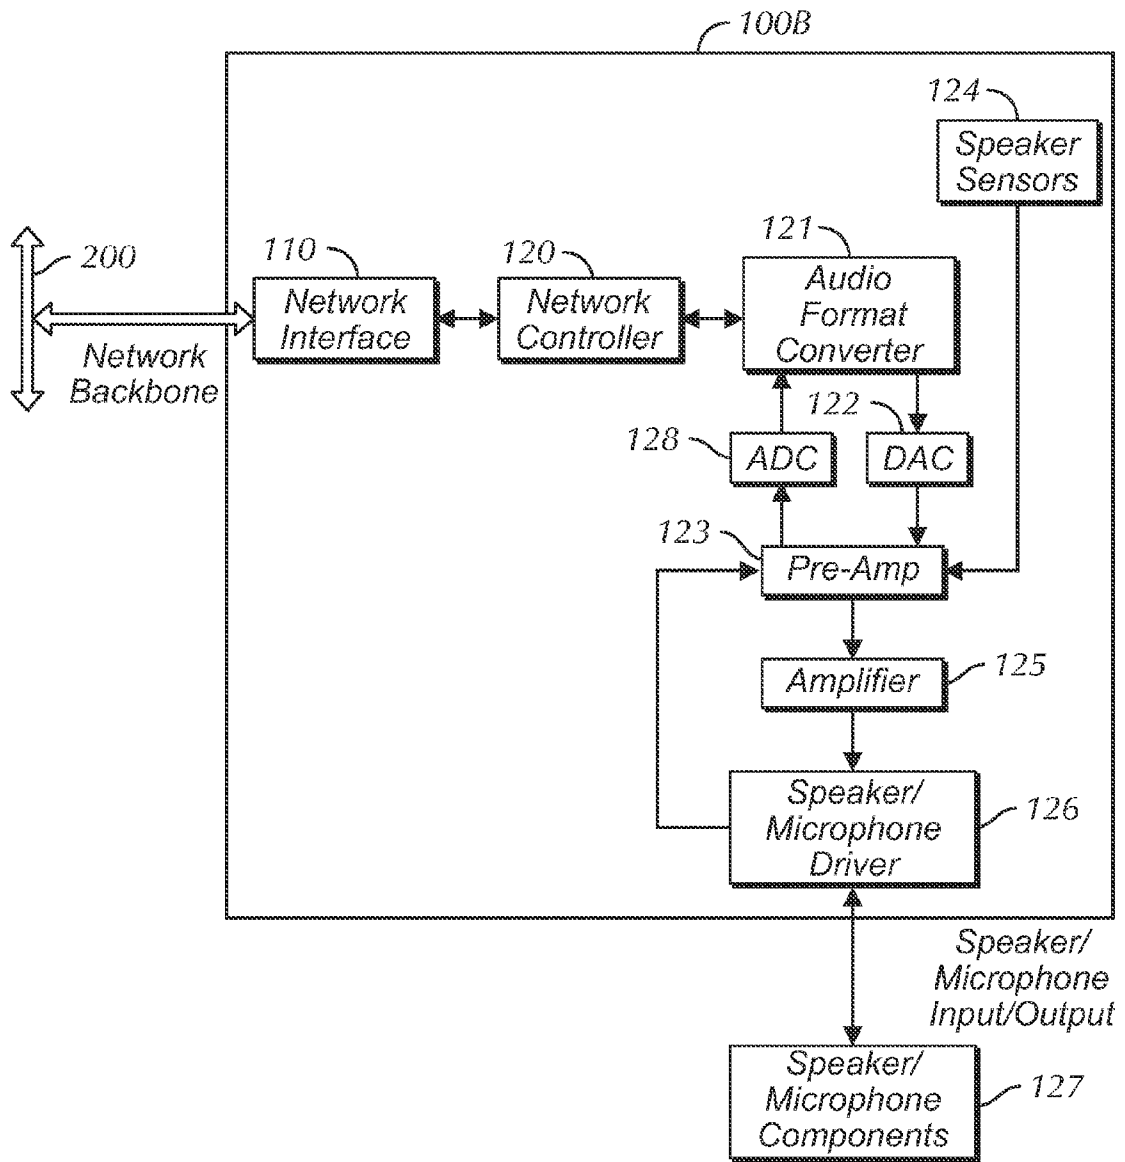 100B
124
Speaker
Sensors
200
110
Network
Interface
120
Network
Controller
121
Audio
Format
Converter
Network
Backbone
128
ADC
122
DAC
123
Pre-Amp
Amplifier
125
Speaker/
Microphone
Driver
126
Speaker/
Microphone
Input/Output
Speaker/
Microphone
Components
127